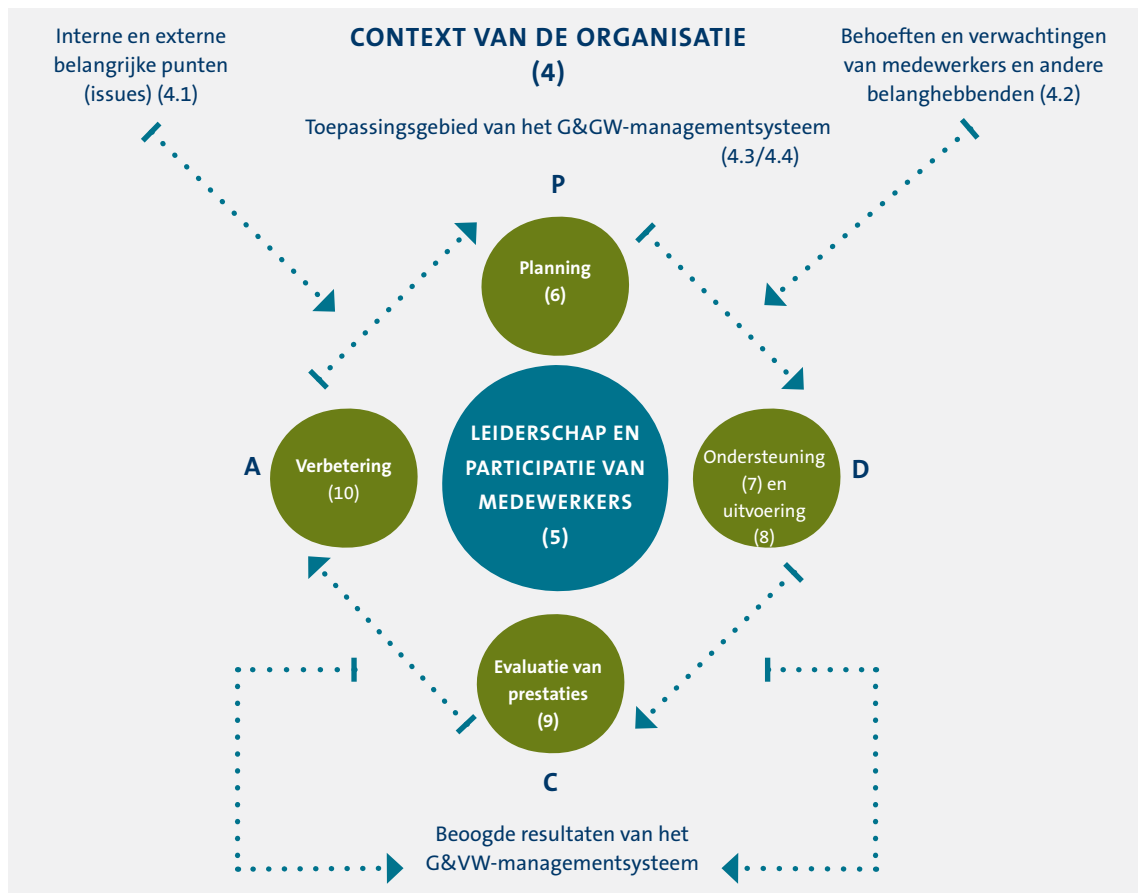 Interne en externe
belangrijke punten
(issues) (4.1)
CONTEXT VAN DE ORGANISATIE
(4)
Behoeften en verwachtingen
van medewerkers en andere
belanghebbenden (4.2)
Toepassingsgebied van het G&GW-managementsysteem
(4.3/4.4)
P
Planning
(6)
A
Verbetering
(10)
LEIDERSCHAP EN
PARTICIPATIE VAN
MEDEWERKERS
(5)
Ondersteuning
(7) en
uitvoering
(8)
D
Evaluatie van
prestaties
(9)
C
Beoogde resultaten van het
G&VW-managementsysteem